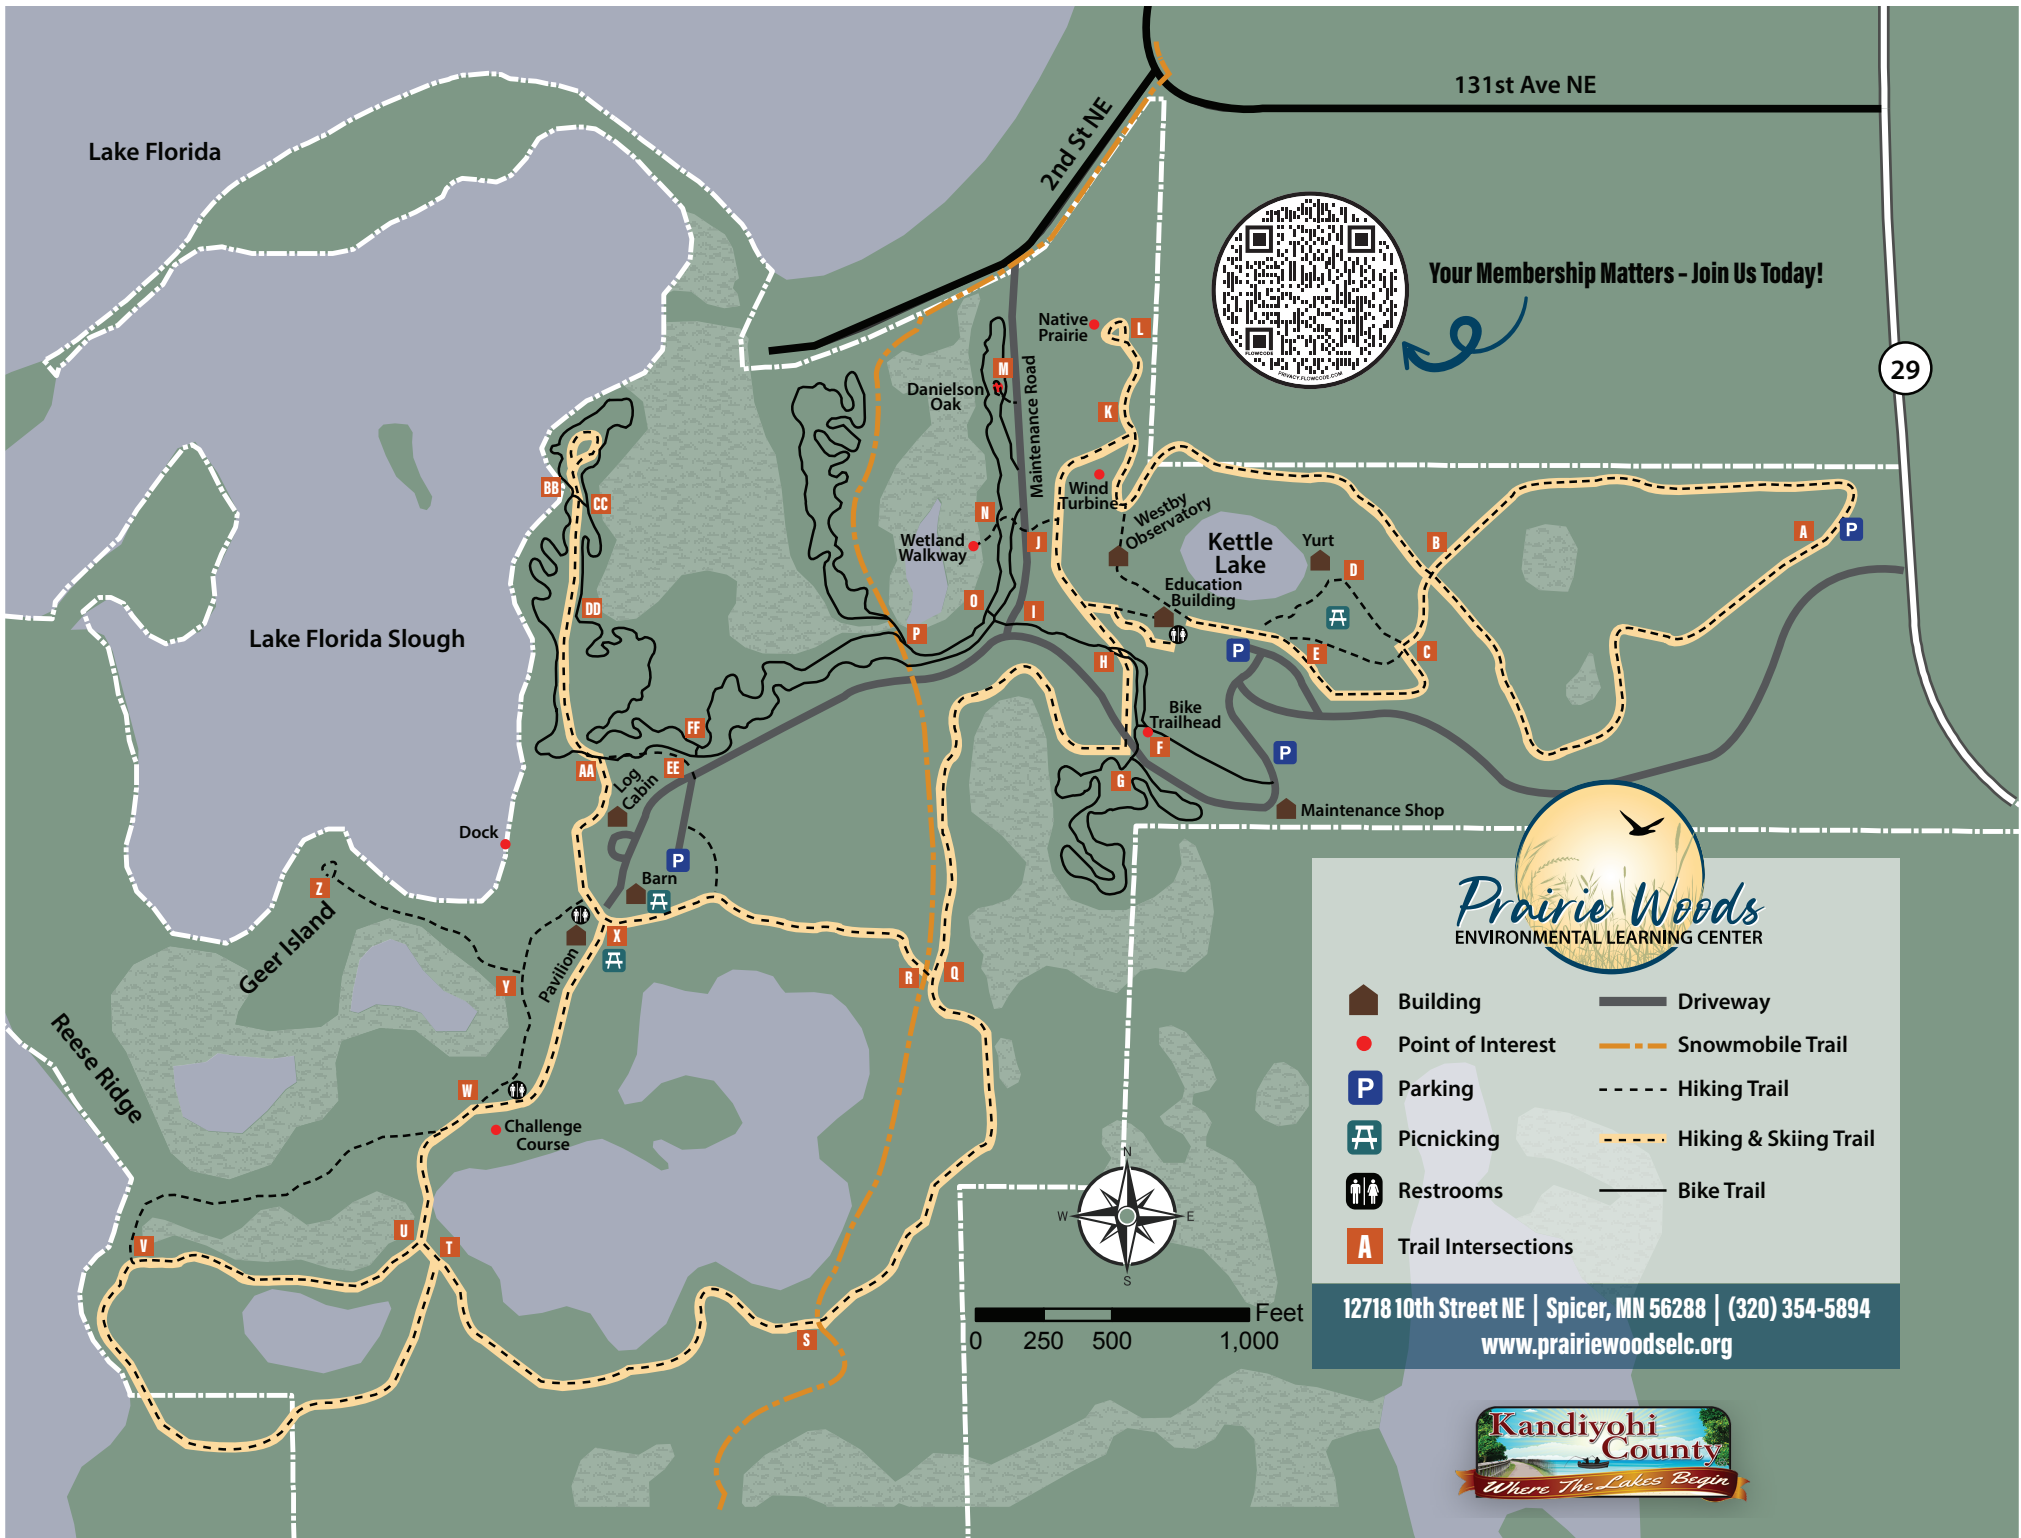 131st Ave NE
2nd St NE
Lake Florida
29
Your Membership Matters – Join Us Today!
FLOWCODE
PRIVACY.FLOWCODE.COM
Native
Prairie
L
M
Danielson
Oak
Maintenance Road
K
Wind
Turbine
BB
CC
N
Westby
Observatory
Wetland
Walkway
J
Kettle
Lake
Yurt
D
B
A
P
Education
Building
O
I
DD
Lake Florida Slough
P
H
P
E
C
FF
Bike
Trailhead
F
P
AA
EE
G
Log
Cabin
Maintenance Shop
Dock
P
Barn
Z
Geer Island
X
Pavilion
Y
R
Q
Reese Ridge
W
Challenge
Course
V
U
T
S
N
W
E
S
Feet
0
250
500
1,000
Prairie Woods
ENVIRONMENTAL LEARNING CENTER
Building
Driveway
Point of Interest
Snowmobile Trail
P
Parking
Hiking Trail
Picnicking
Hiking & Skiing Trail
Restrooms
Bike Trail
A
Trail Intersections
12718 10th Street NE | Spicer, MN 56288 | (320) 354-5894
www.prairiewoodselc.org
Kandiyohi
County
Where The Lakes Begin